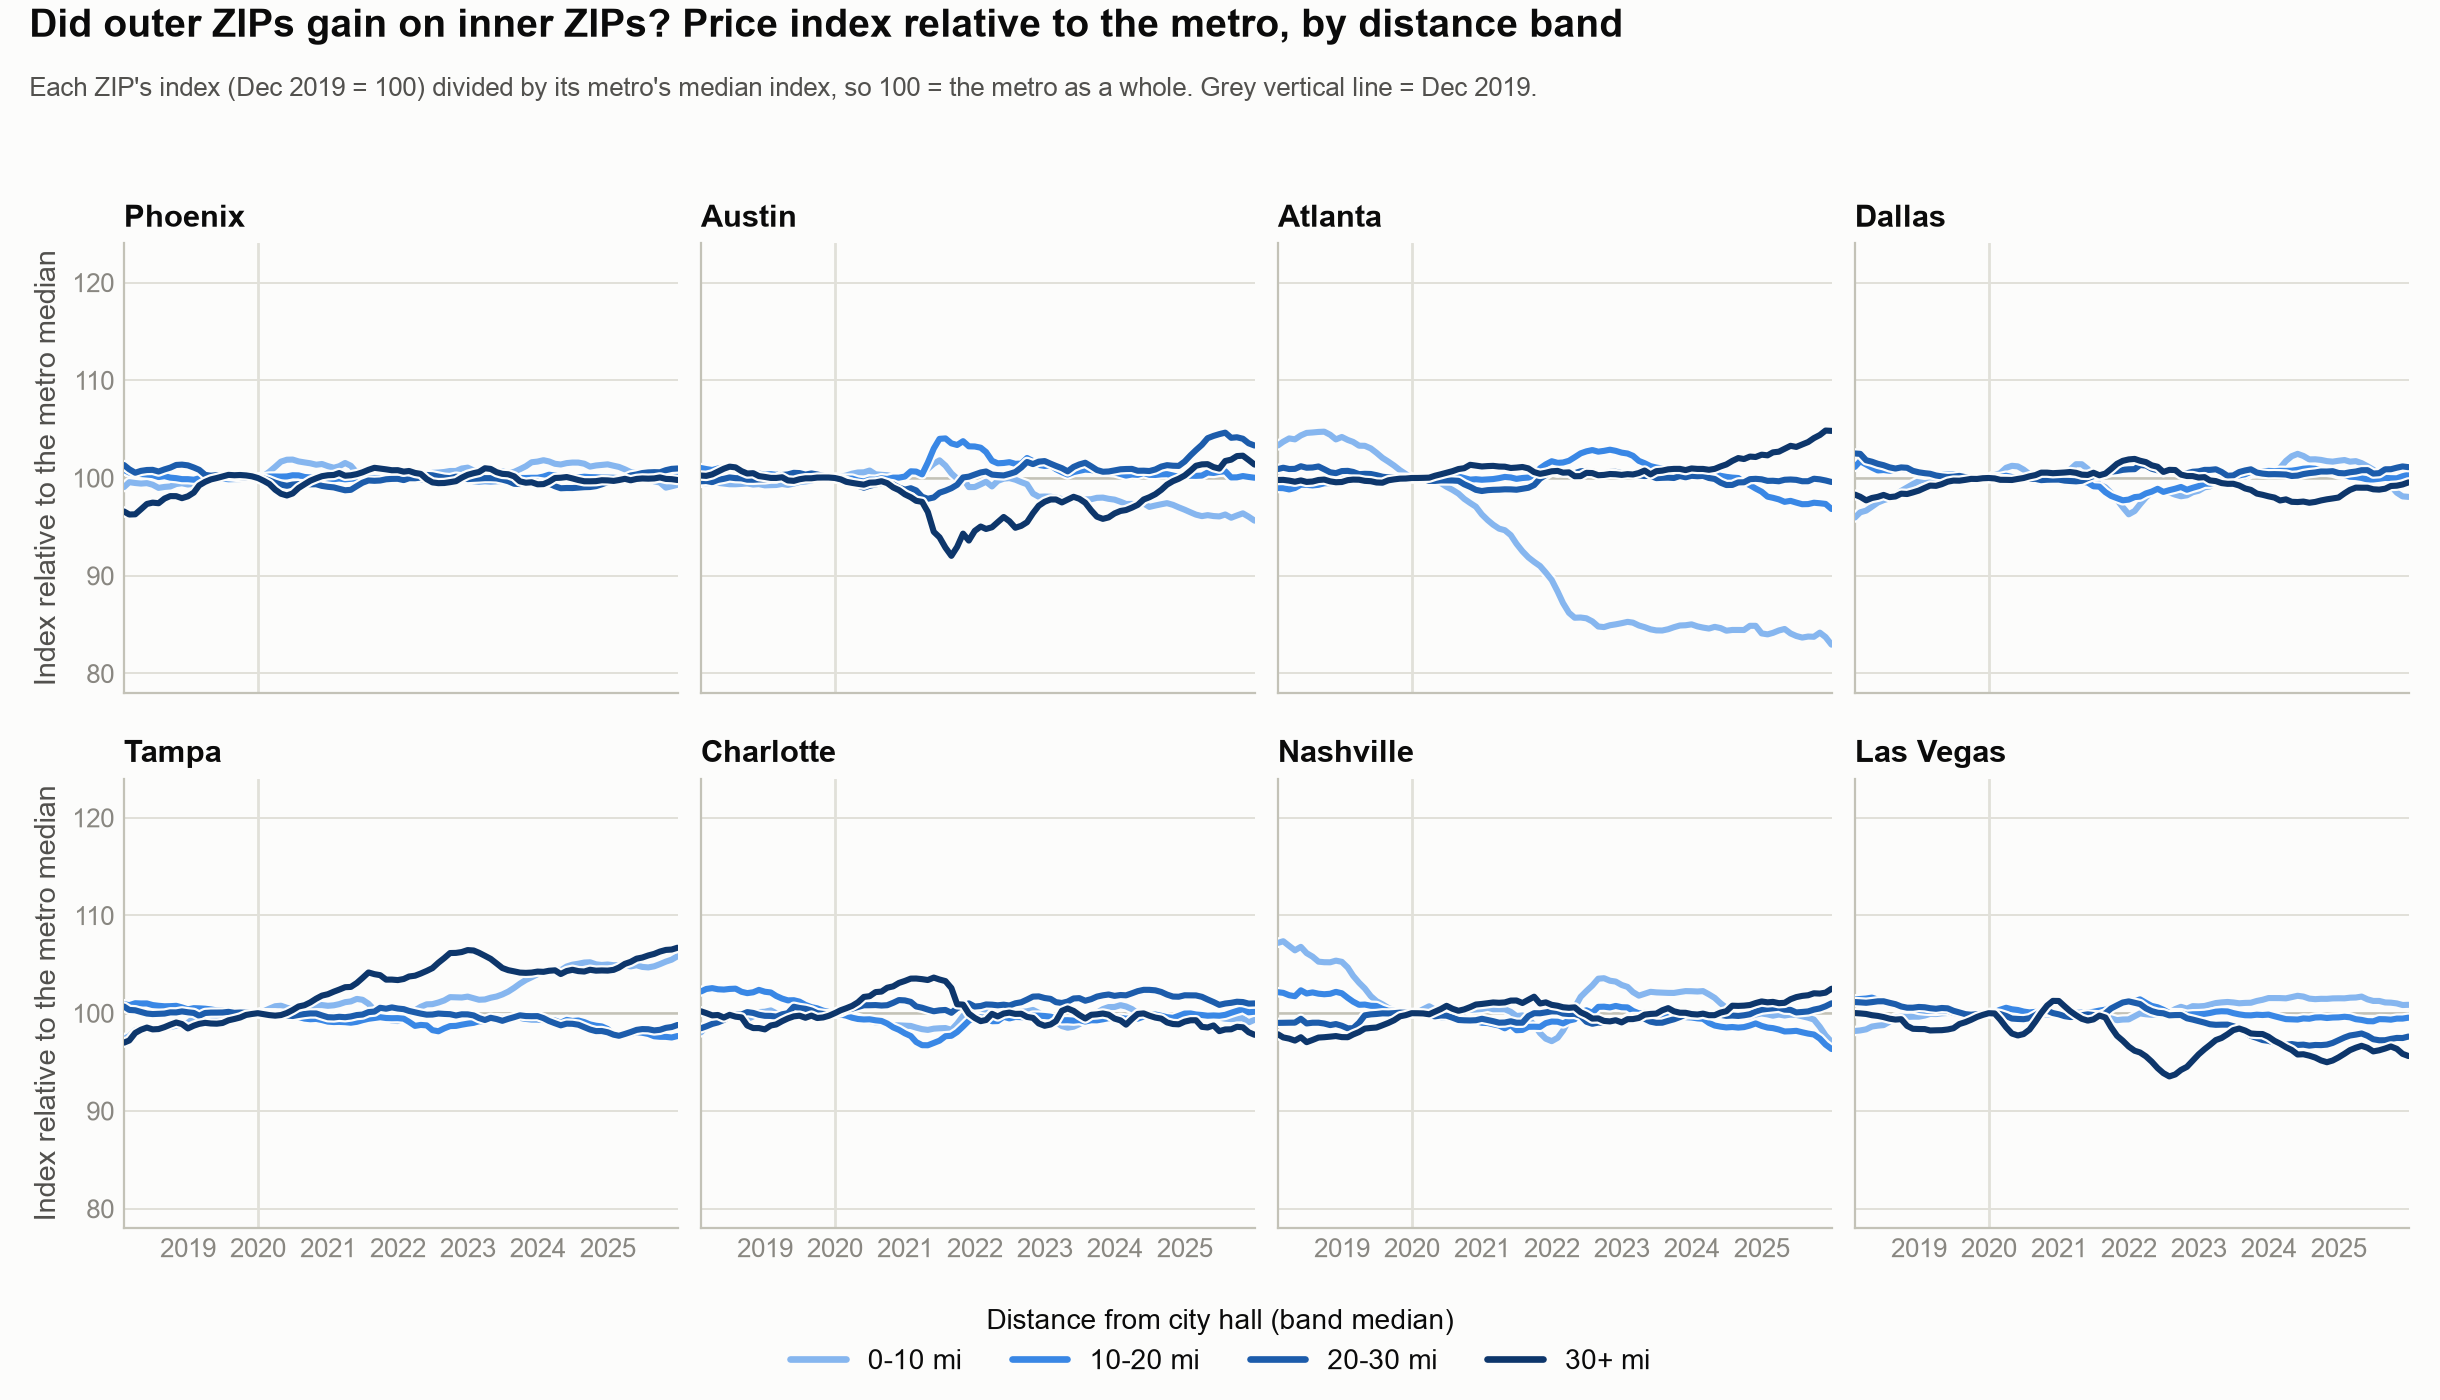 Did outer ZIPs gain on inner ZIPs? Price index relative to the metro, by distance band
Each ZIP's index (Dec 2019 = 100) divided by its metro's median index, so 100 = the metro as a whole. Grey vertical line = Dec 2019.
Phoenix
Austin
Atlanta
Dallas
Index relative to the metro median
120
110
100
90
80
Tampa
Charlotte
Nashville
Las Vegas
Index relative to the metro median
120
110
100
90
80
2019 2020 2021 2022 2023 2024 2025
2019 2020 2021 2022 2023 2024 2025
2019 2020 2021 2022 2023 2024 2025
2019 2020 2021 2022 2023 2024 2025
Distance from city hall (band median)
0-10 mi 10-20 mi 20-30 mi 30+ mi